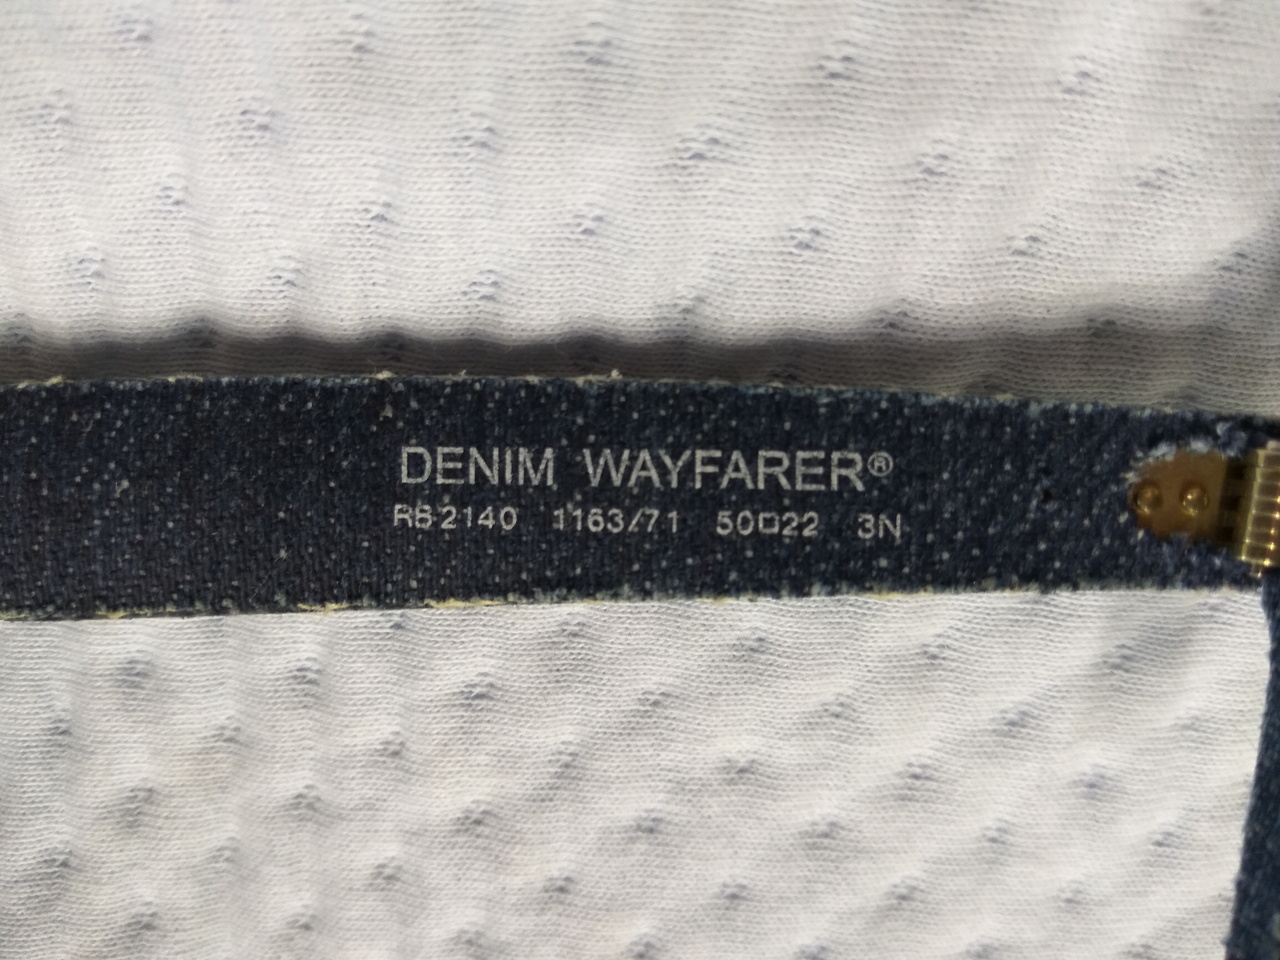 DENIM WAYFARER®
RB2140 1163/71 50□22 3N